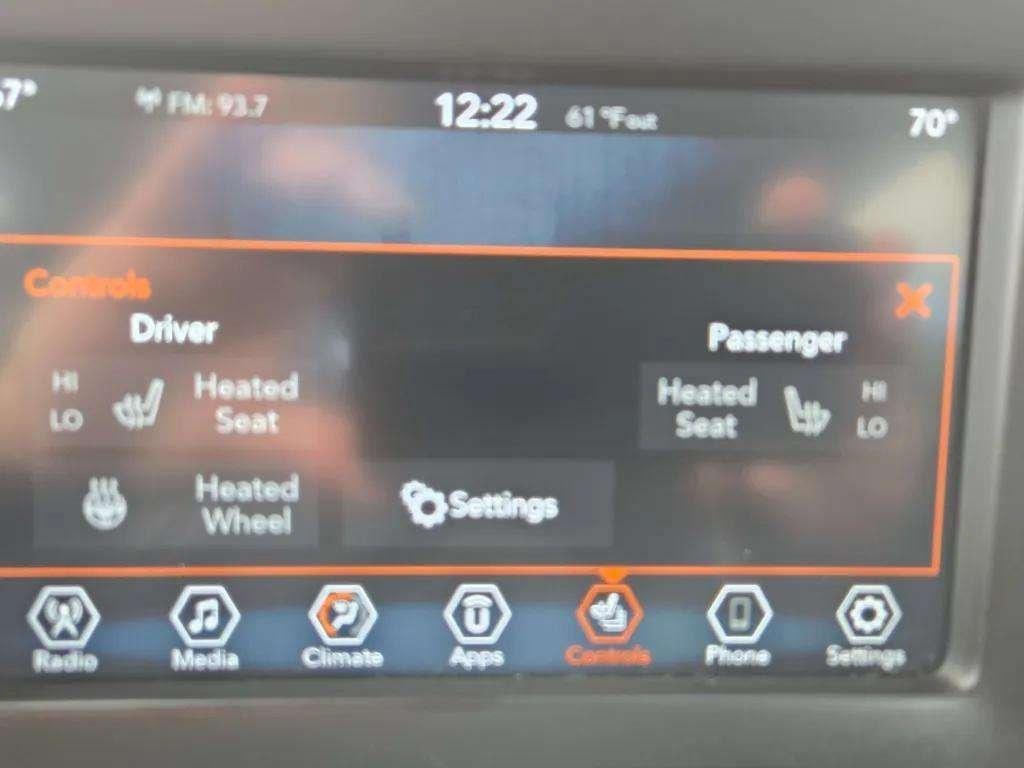 67°
FM: 93.7
12:22
61 °Fout
70°
Controls
Driver
Passenger
HI
LO
Heated
Seat
Heated
Seat
HI
LO
Heated
Wheel
Settings
Radio
Media
Climate
Apps
Controls
Phone
Settings